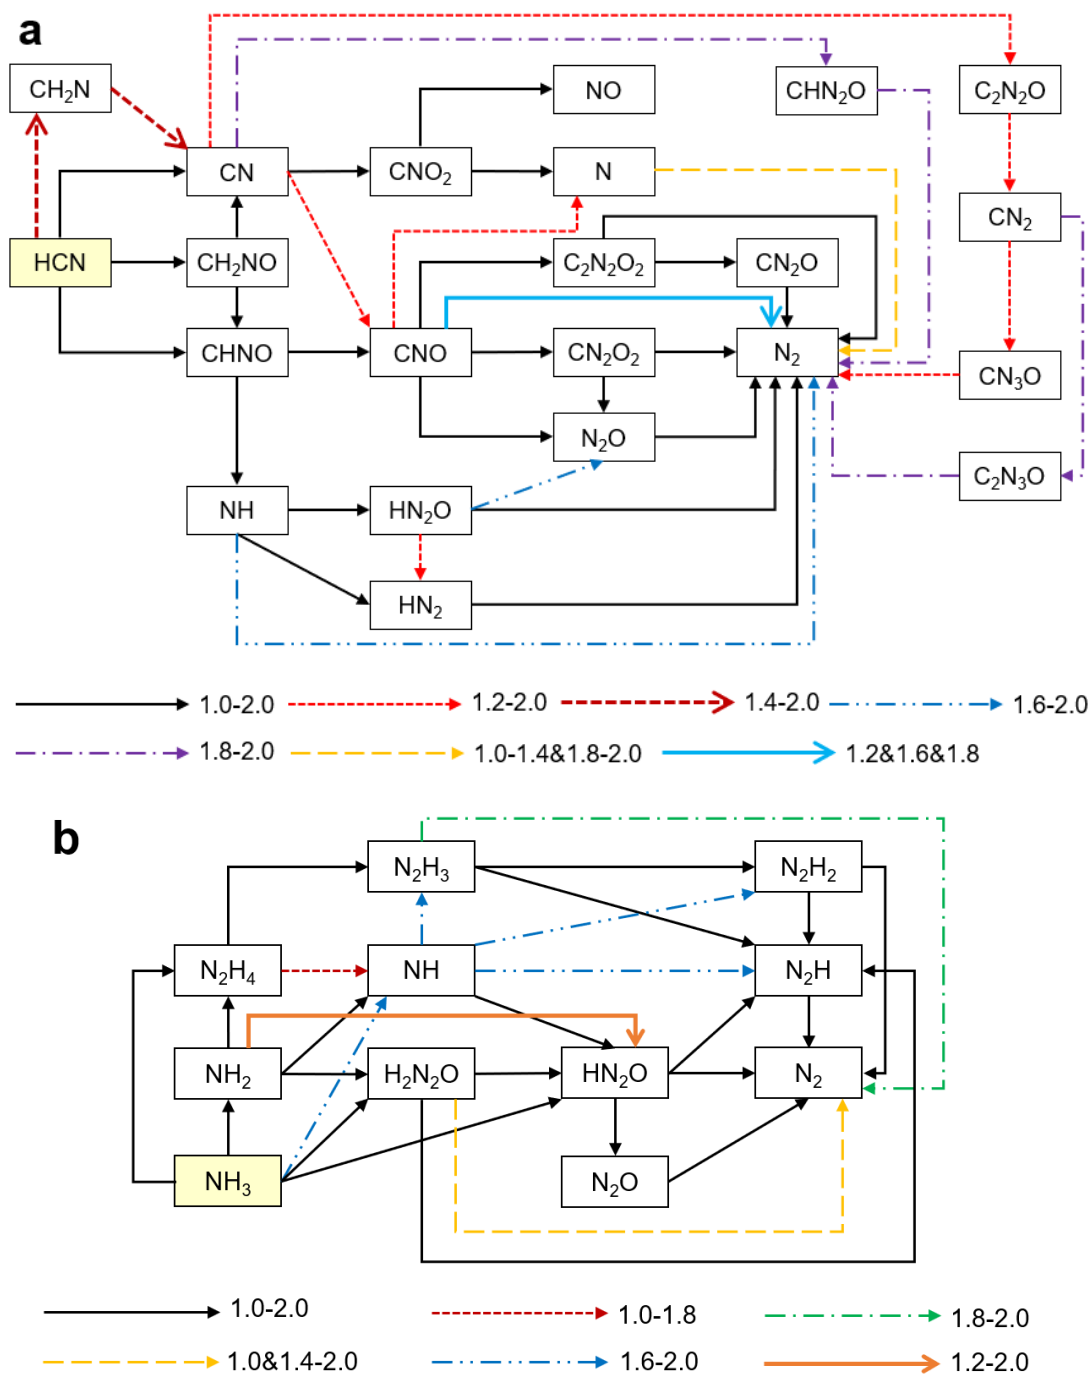 a
CH₂N
NO
CHN₂O
C₂N₂O
CN
CNO₂
N
CN₂
HCN
CH₂NO
C₂N₂O₂
CN₂O
CHNO
CNO
CN₂O₂
N₂
CN₃O
N₂O
C₂N₃O
NH
HN₂O
HN₂
1.0-2.0
1.2-2.0
1.4-2.0
1.6-2.0
1.8-2.0
1.0-1.4&1.8-2.0
1.2&1.6&1.8
b
N₂H₃
N₂H₂
N₂H₄
NH
N₂H
NH₂
H₂N₂O
HN₂O
N₂
NH₃
N₂O
1.0-2.0
1.0-1.8
1.8-2.0
1.0&1.4-2.0
1.6-2.0
1.2-2.0